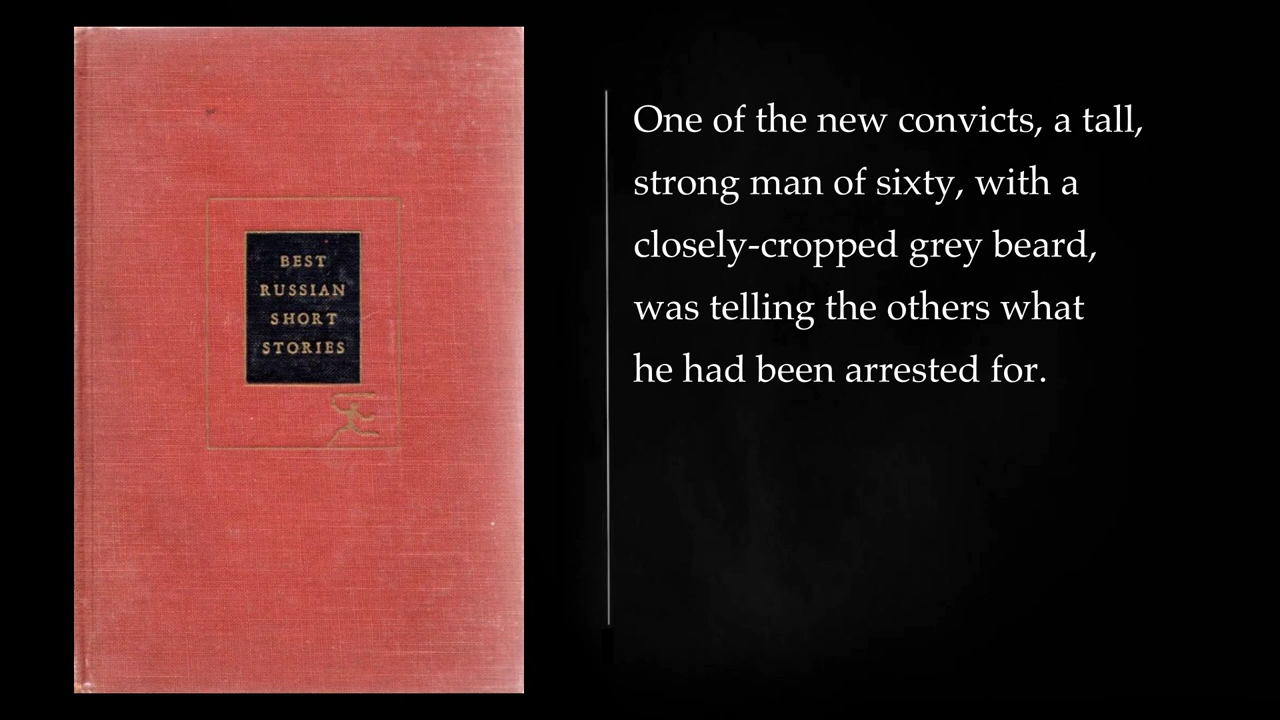 BEST
RUSSIAN
SHORT
STORIES
One of the new convicts, a tall,
strong man of sixty, with a
closely-cropped grey beard,
was telling the others what
he had been arrested for.